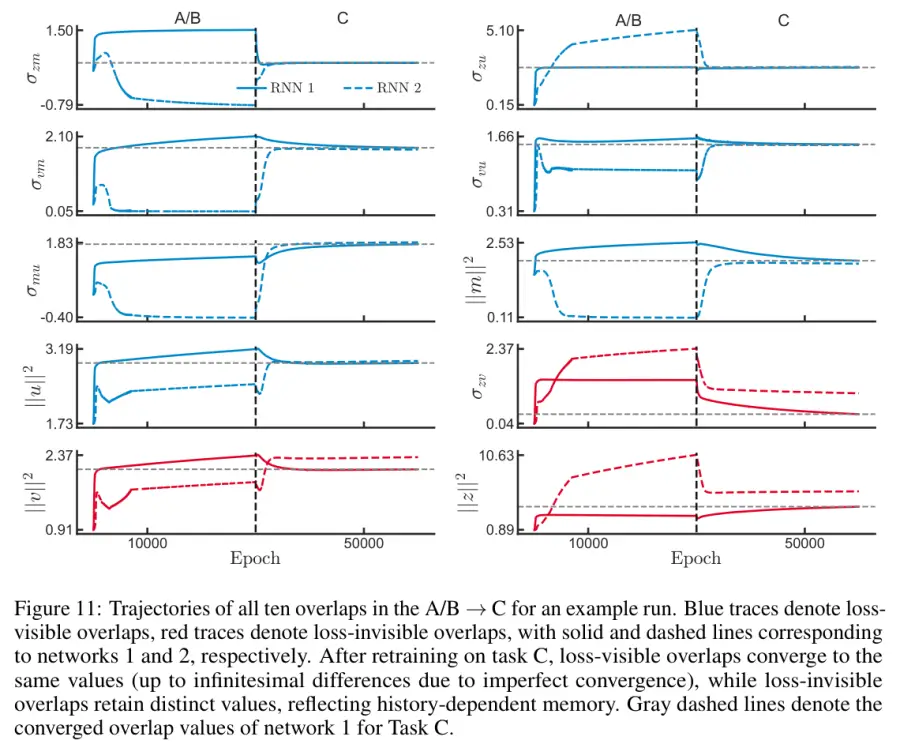 A/B C
1.50
σzm
-0.79
RNN 1 RNN 2
2.10
σvm
0.05
1.83
σmu
-0.40
3.19
||u||²
1.73
2.37
||v||²
0.91
10000 50000
Epoch
A/B C
5.10
σzu
0.15
1.66
σvu
0.31
2.53
||m||²
0.11
2.37
σzv
0.04
10.63
||z||²
0.89
10000 50000
Epoch
Figure 11: Trajectories of all ten overlaps in the A/B → C for an example run. Blue traces denote loss-
visible overlaps, red traces denote loss-invisible overlaps, with solid and dashed lines corresponding
to networks 1 and 2, respectively. After retraining on task C, loss-visible overlaps converge to the
same values (up to infinitesimal differences due to imperfect convergence), while loss-invisible
overlaps retain distinct values, reflecting history-dependent memory. Gray dashed lines denote the
converged overlap values of network 1 for Task C.